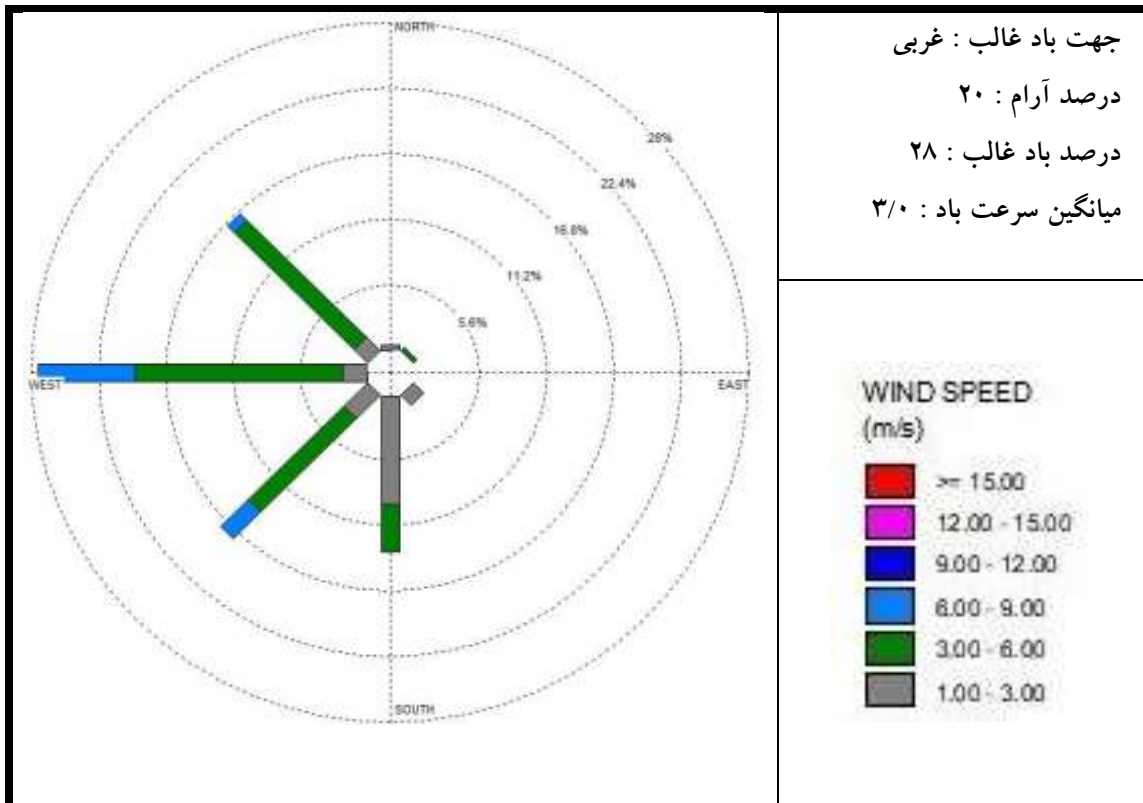 NORTH
28%
22.4%
16.8%
11.2%
5.6%
WEST
EAST
SOUTH
جهت باد غالب : غربی
درصد آرام : ۲۰
درصد باد غالب : ۲۸
میانگین سرعت باد : ۳/۰
WIND SPEED
(m/s)
>= 15.00
12.00 - 15.00
9.00 - 12.00
6.00 - 9.00
3.00 - 6.00
1.00 - 3.00